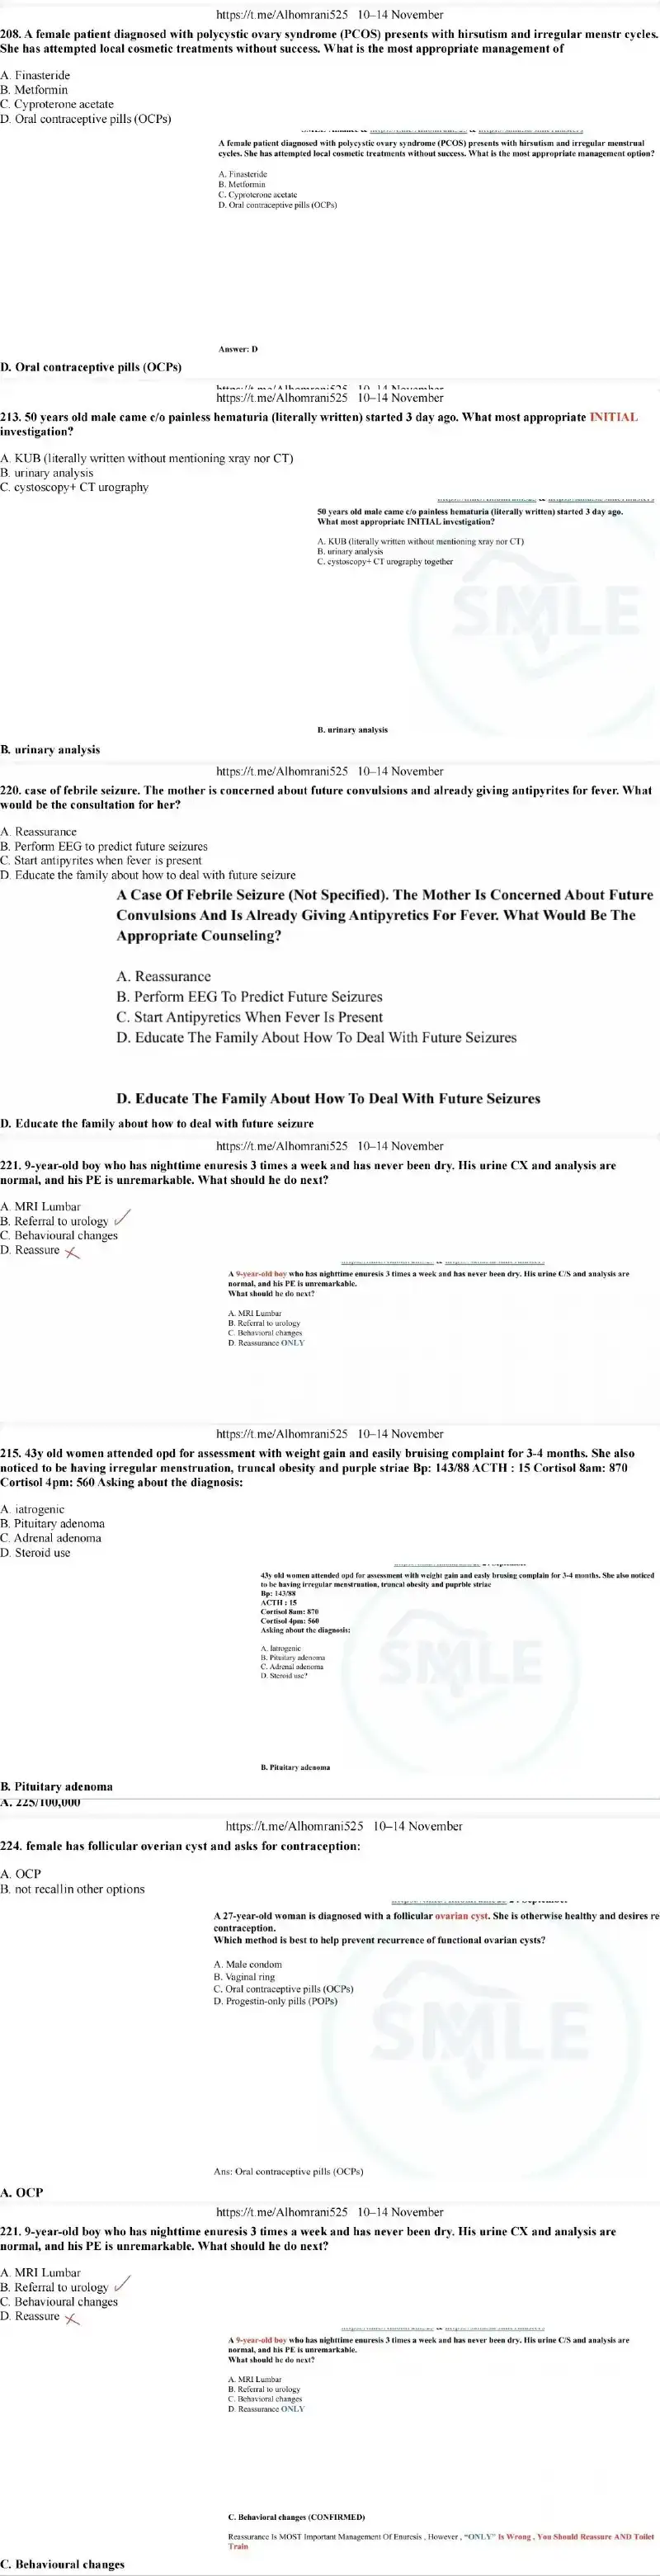 https://t.me/Alhomrani525 10–14 November
208. A female patient diagnosed with polycystic ovary syndrome (PCOS) presents with hirsutism and irregular menstr cycles.
She has attempted local cosmetic treatments without success. What is the most appropriate management of
A. Finasteride
B. Metformin
C. Cyproterone acetate
D. Oral contraceptive pills (OCPs)
A female patient diagnosed with polycystic ovary syndrome (PCOS) presents with hirsutism and irregular menstrual
cycles. She has attempted local cosmetic treatments without success. What is the most appropriate management option?
A. Finasteride
B. Metformin
C. Cyproterone acetate
D. Oral contraceptive pills (OCPs)
Answer: D
D. Oral contraceptive pills (OCPs)
https://t.me/Alhomrani525 10–14 November
https://t.me/Alhomrani525 10–14 November
213. 50 years old male came c/o painless hematuria (literally written) started 3 day ago. What most appropriate INITIAL
investigation?
A. KUB (literally written without mentioning xray nor CT)
B. urinary analysis
C. cystoscopy+ CT urography
50 years old male came c/o painless hematuria (literally written) started 3 day ago.
What most appropriate INITIAL investigation?
A. KUB (literally written without mentioning xray nor CT)
B. urinary analysis
C. cystoscopy+ CT urography together
SMLE
B. urinary analysis
B. urinary analysis
https://t.me/Alhomrani525 10–14 November
220. case of febrile seizure. The mother is concerned about future convulsions and already giving antipyrites for fever. What
would be the consultation for her?
A. Reassurance
B. Perform EEG to predict future seizures
C. Start antipyrites when fever is present
D. Educate the family about how to deal with future seizure
A Case Of Febrile Seizure (Not Specified). The Mother Is Concerned About Future
Convulsions And Is Already Giving Antipyretics For Fever. What Would Be The
Appropriate Counseling?
A. Reassurance
B. Perform EEG To Predict Future Seizures
C. Start Antipyretics When Fever Is Present
D. Educate The Family About How To Deal With Future Seizures
D. Educate The Family About How To Deal With Future Seizures
D. Educate the family about how to deal with future seizure
https://t.me/Alhomrani525 10–14 November
221. 9-year-old boy who has nighttime enuresis 3 times a week and has never been dry. His urine CX and analysis are
normal, and his PE is unremarkable. What should he do next?
A. MRI Lumbar
B. Referral to urology
C. Behavioural changes
D. Reassure
A 9-year-old boy who has nighttime enuresis 3 times a week and has never been dry. His urine C/S and analysis are
normal, and his PE is unremarkable.
What should he do next?
A. MRI Lumbar
B. Referral to urology
C. Behavioral changes
D. Reassurance ONLY
https://t.me/Alhomrani525 10–14 November
215. 43y old women attended opd for assessment with weight gain and easily bruising complaint for 3-4 months. She also
noticed to be having irregular menstruation, truncal obesity and purple striae Bp: 143/88 ACTH : 15 Cortisol 8am: 870
Cortisol 4pm: 560 Asking about the diagnosis:
A. iatrogenic
B. Pituitary adenoma
C. Adrenal adenoma
D. Steroid use
43y old women attended opd for assessment with weight gain and easly brusing complain for 3-4 months. She also noticed
to be having irregular menstruation, truncal obesity and puprble striae
Bp: 143/88
ACTH : 15
Cortisol 8am: 870
Cortisol 4pm: 560
Asking about the diagnosis:
A. Iatrogenic
B. Pituitary adenoma
C. Adrenal adenoma
D. Steroid use?
SMLE
B. Pituitary adenoma
B. Pituitary adenoma
A. 225/100,000
https://t.me/Alhomrani525 10–14 November
224. female has follicular overian cyst and asks for contraception:
A. OCP
B. not recallin other options
A 27-year-old woman is diagnosed with a follicular ovarian cyst. She is otherwise healthy and desires re
contraception.
Which method is best to help prevent recurrence of functional ovarian cysts?
A. Male condom
B. Vaginal ring
C. Oral contraceptive pills (OCPs)
D. Progestin-only pills (POPs)
SMLE
Ans: Oral contraceptive pills (OCPs)
A. OCP
https://t.me/Alhomrani525 10–14 November
221. 9-year-old boy who has nighttime enuresis 3 times a week and has never been dry. His urine CX and analysis are
normal, and his PE is unremarkable. What should he do next?
A. MRI Lumbar
B. Referral to urology
C. Behavioural changes
D. Reassure
A 9-year-old boy who has nighttime enuresis 3 times a week and has never been dry. His urine C/S and analysis are
normal, and his PE is unremarkable.
What should he do next?
A. MRI Lumbar
B. Referral to urology
C. Behavioral changes
D. Reassurance ONLY
C. Behavioral changes (CONFIRMED)
Reassurance Is MOST Important Management Of Enuresis , However , “ONLY” Is Wrong , You Should Reassure AND Toilet
Train
C. Behavioural changes